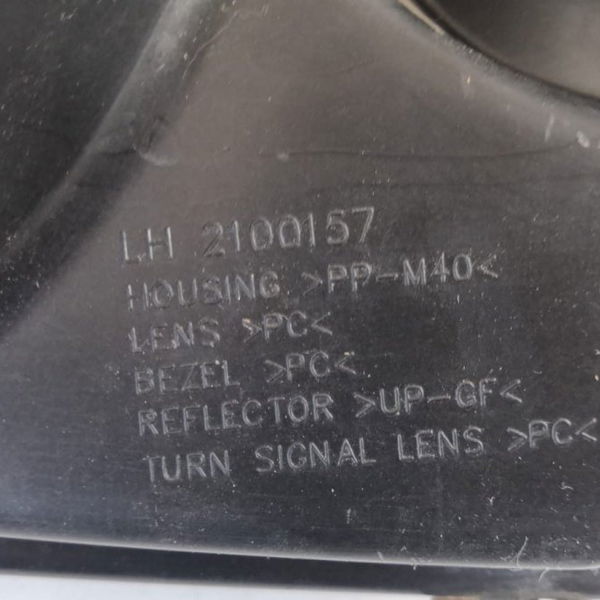 LH 2100157
HOUSING >PP-M40<
LENS >PC<
BEZEL >PC<
REFLECTOR >UP-GF<
TURN SIGNAL LENS >PC<